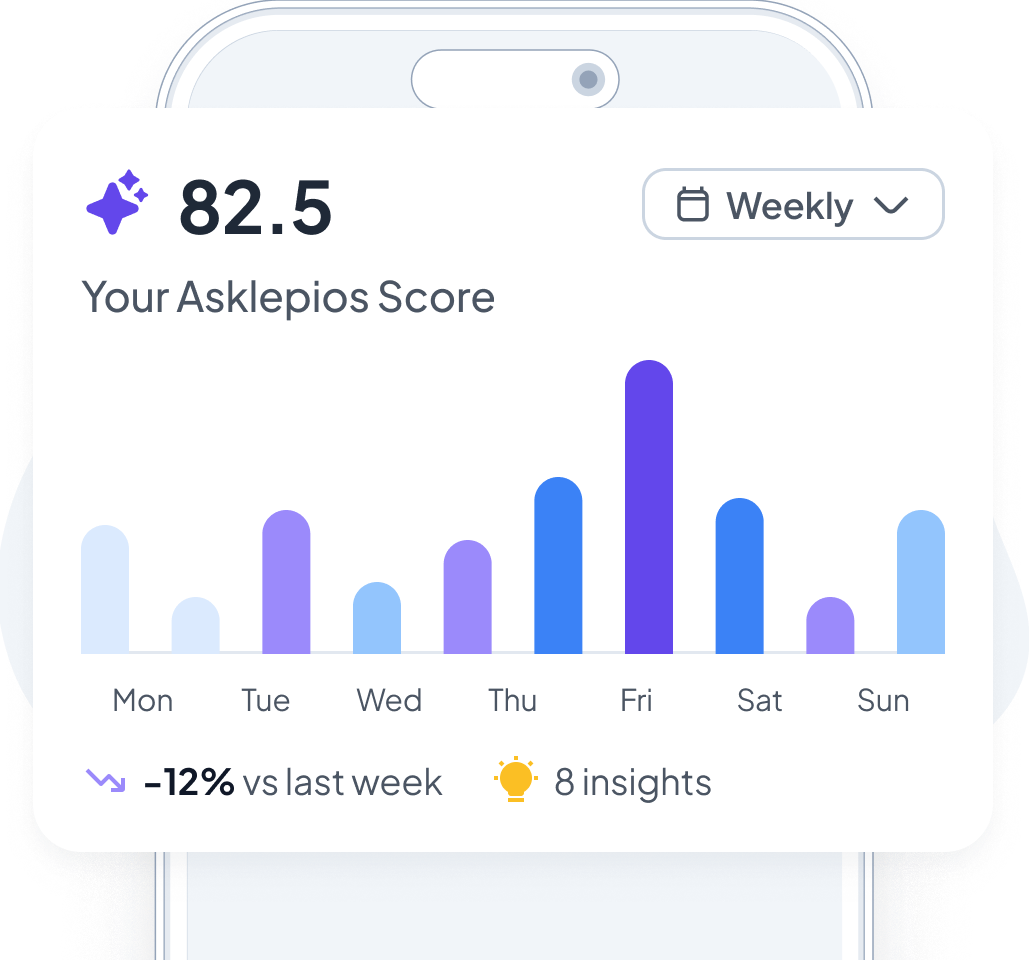 82.5
Weekly
Your Asklepios Score
Mon Tue Wed Thu Fri Sat Sun
-12% vs last week
8 insights